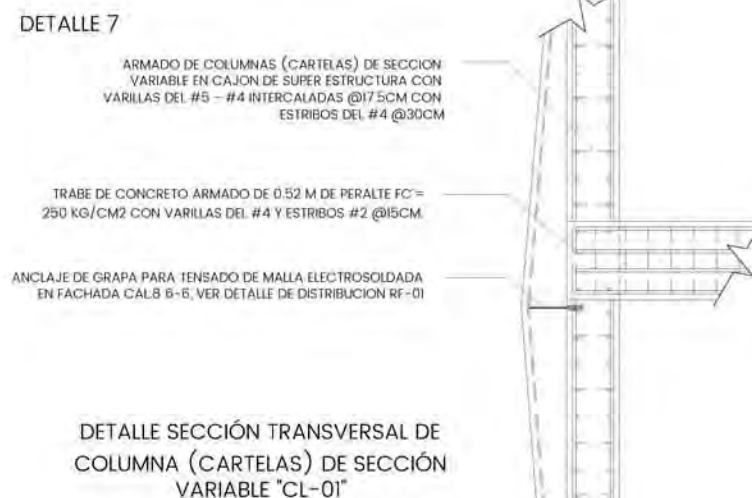 DETALLE 7
ARMADO DE COLUMNAS (CARTELAS) DE SECCION
VARIABLE EN CAJON DE SUPER ESTRUCTURA CON
VARILLAS DEL #5 - #4 INTERCALADAS @17.5CM CON
ESTRIBOS DEL #4 @30CM
TRABE DE CONCRETO ARMADO DE 0.52 M DE PERALTE FC'=
250 KG/CM2 CON VARILLAS DEL #4 Y ESTRIBOS #2 @15CM.
ANCLAJE DE GRAPA PARA TENSADO DE MALLA ELECTROSOLDADA
EN FACHADA CAL.8 6-6, VER DETALLE DE DISTRIBUCION RF-01
DETALLE SECCIÓN TRANSVERSAL DE
COLUMNA (CARTELAS) DE SECCIÓN
VARIABLE "CL-01"